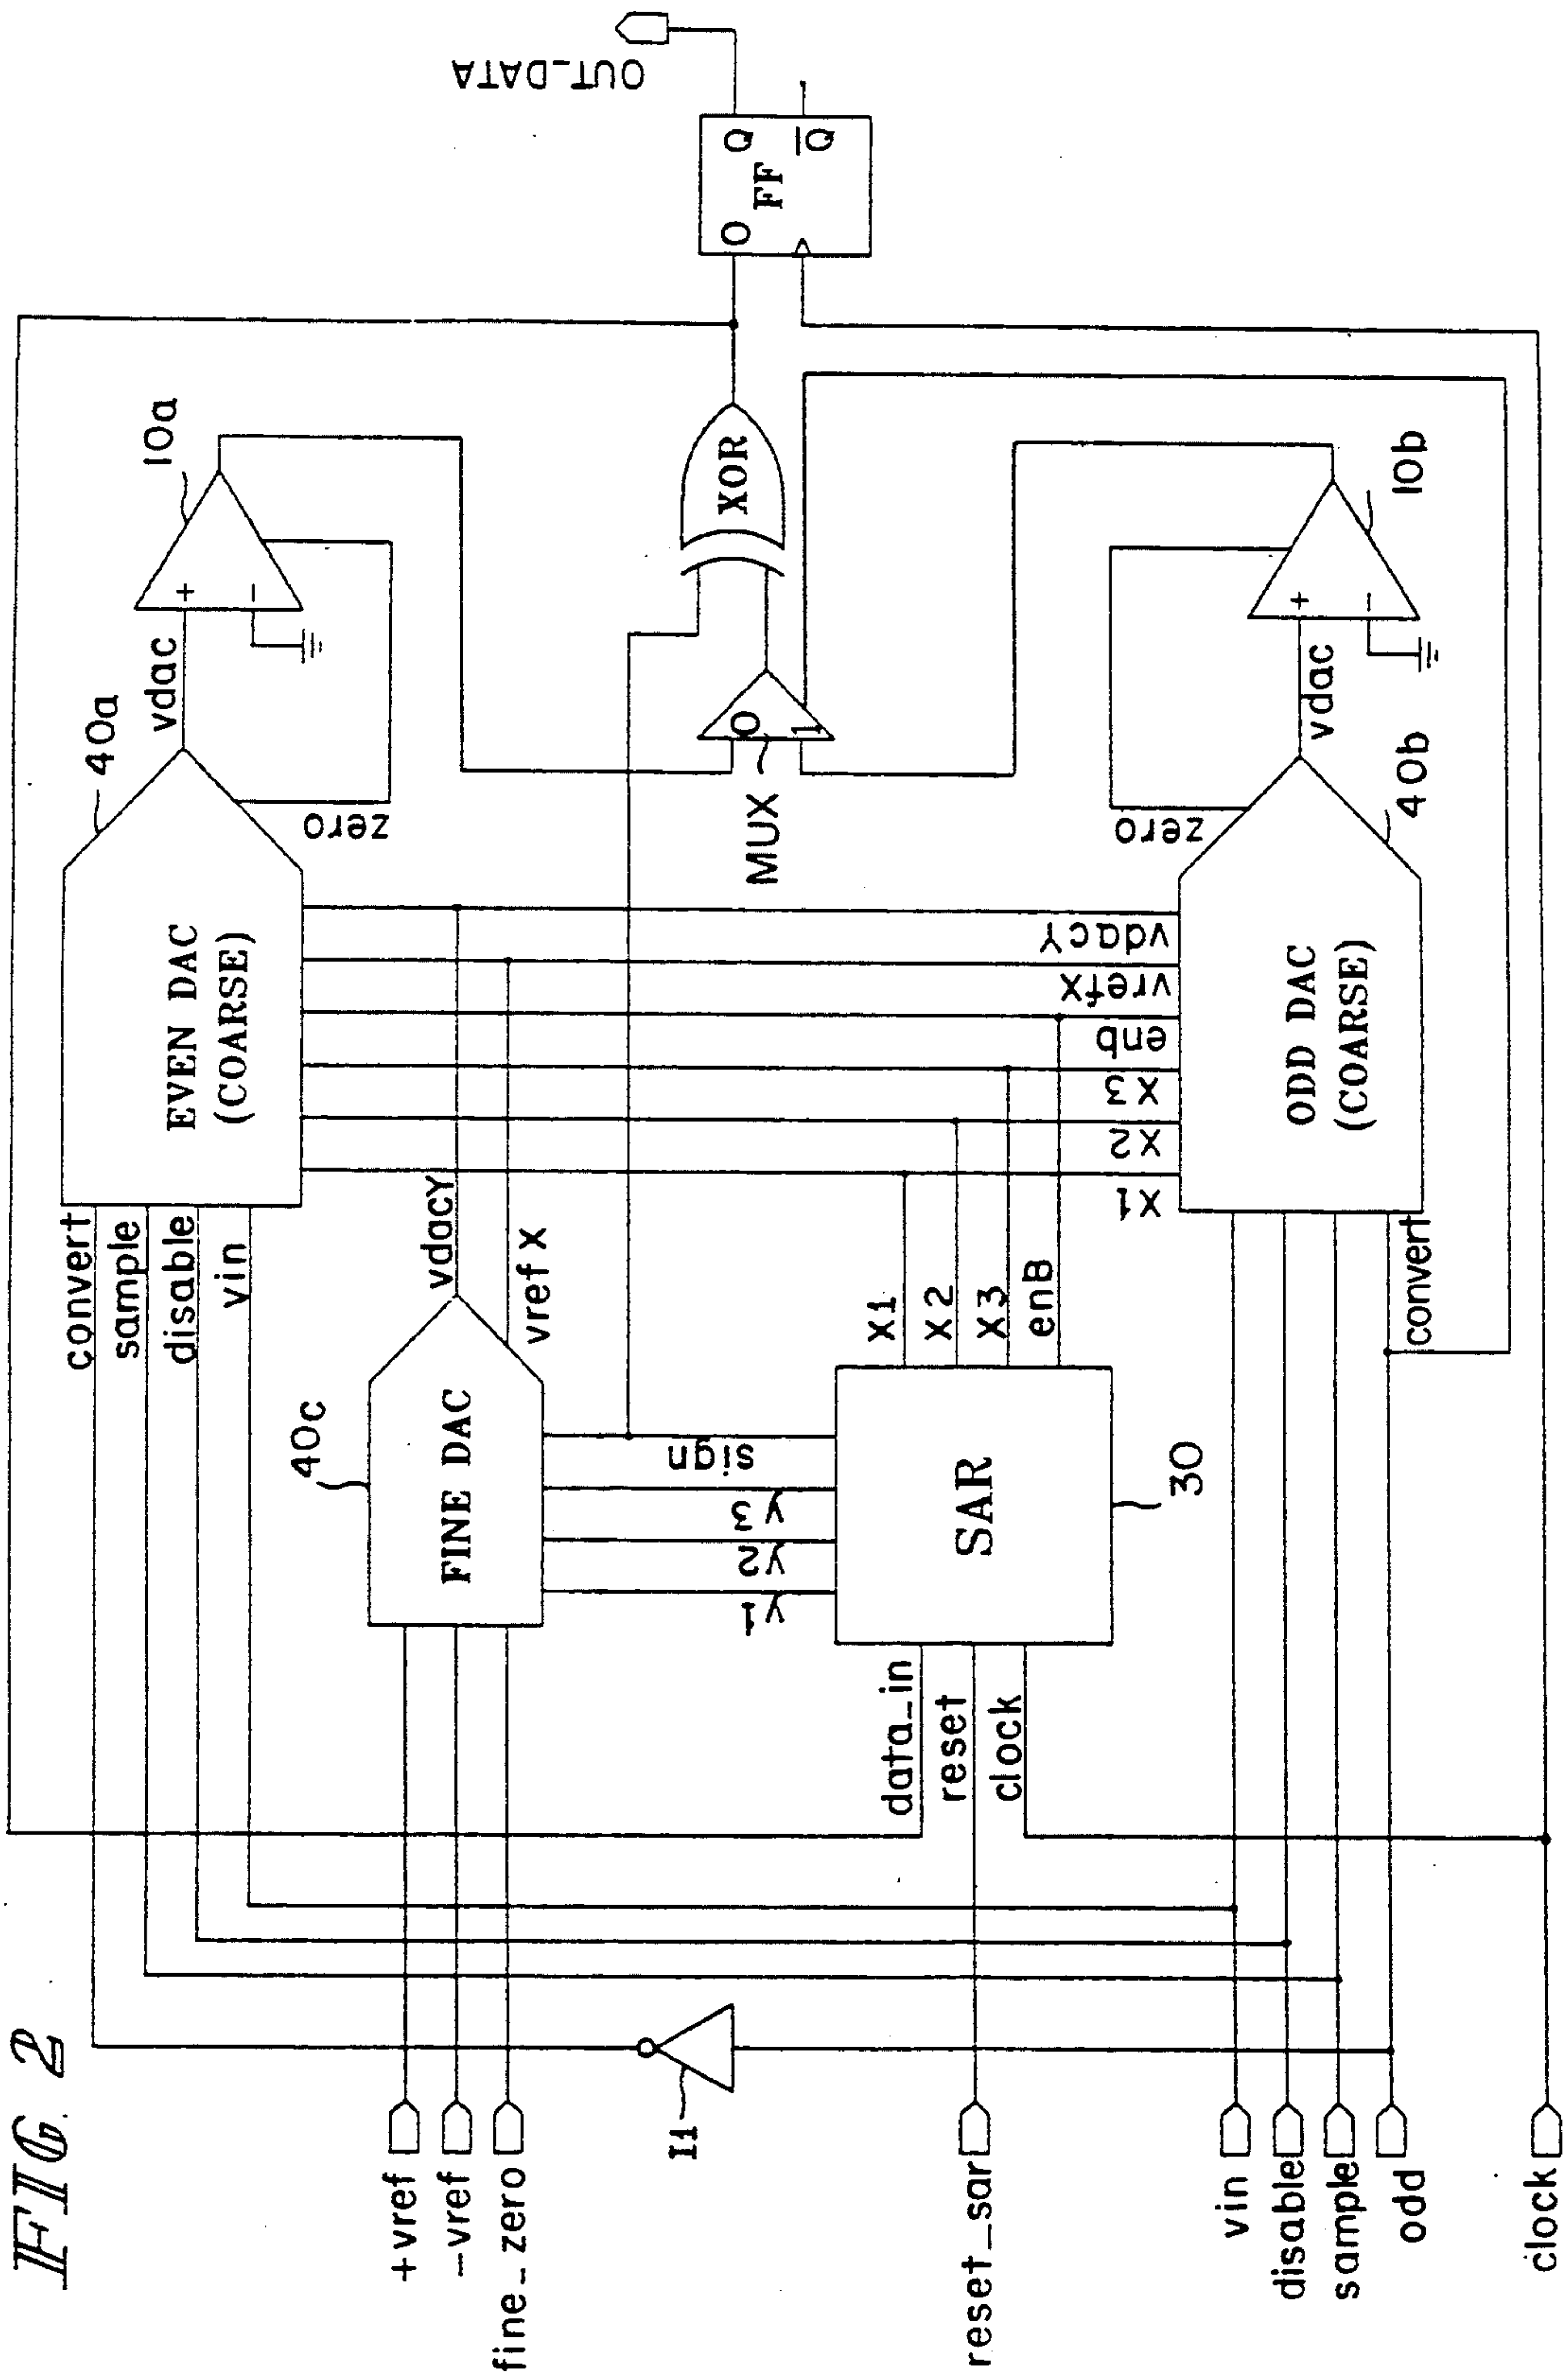 FIG. 2
+vref
-vref
fine_zero
I1
reset_sar
vin
disable
sample
odd
clock
convert
sample
disable
vin
EVEN DAC
(COARSE)
40a
vdac
zero
+
-
10a
40c
FINE DAC
vdacY
vref X
y1
y2
y3
sign
data_in
reset
clock
SAR
30
X1
X2
X3
enB
X1
X2
X3
enb
vrefX
vdacY
convert
ODD DAC
(COARSE)
40b
zero
vdac
+
-
10b
MUX
0
1
XOR
O
FF
Q
Q
OUT_DATA